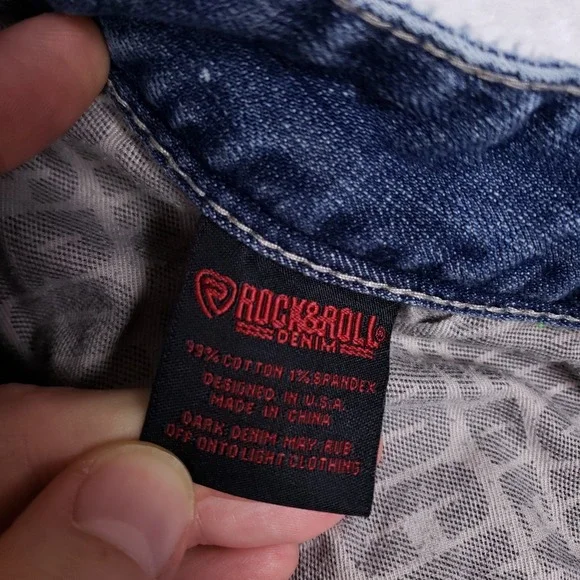 ROCK&ROLL®
DENIM
99% COTTON 1% SPANDEX
DESIGNED IN U.S.A.
MADE IN CHINA
DARK DENIM MAY RUB
OFF ONTO LIGHT CLOTHING